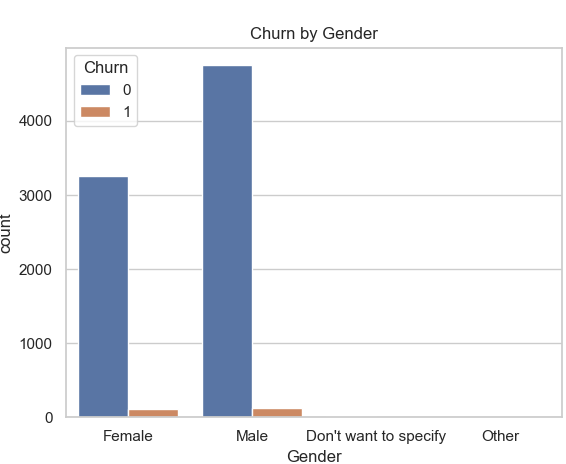 Churn by Gender
Churn
0
1
4000
3000
2000
1000
0
count
Female Male Don't want to specify Other
Gender